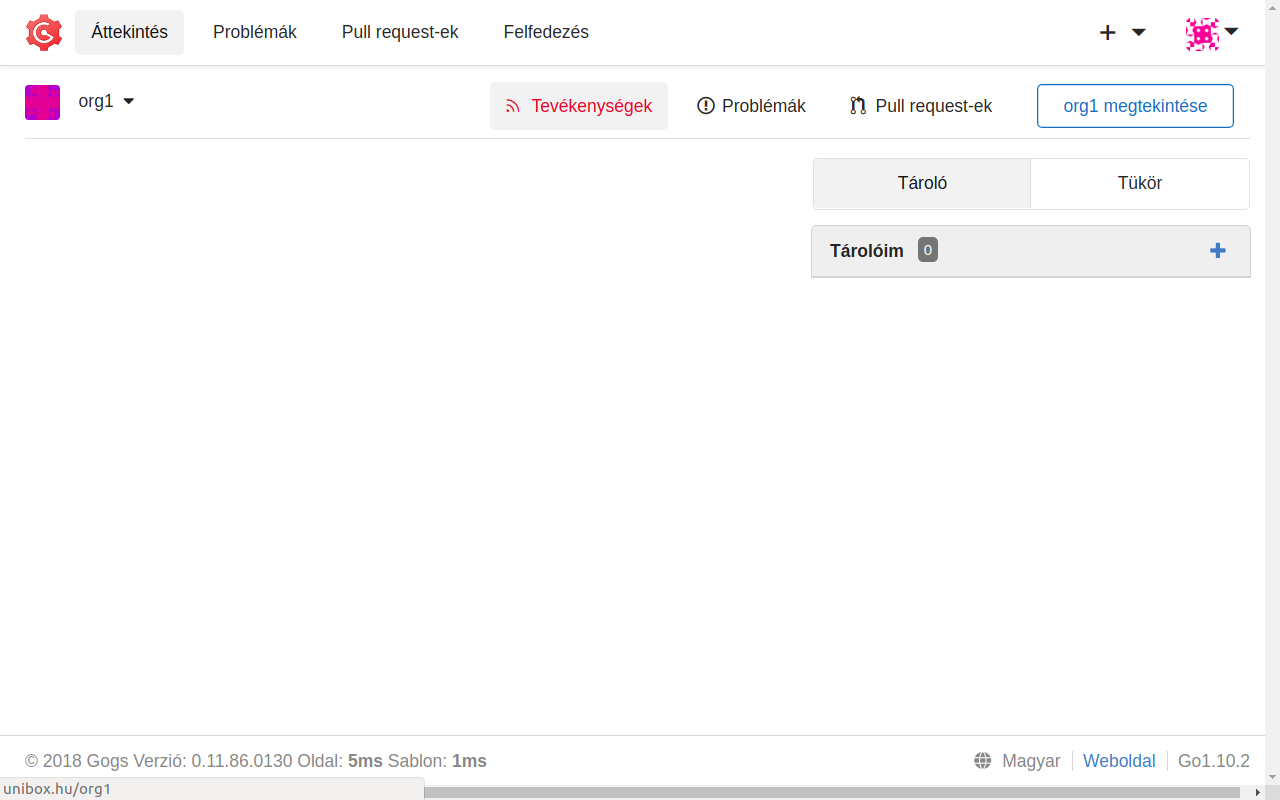 Áttekintés Problémák Pull request-ek Felfedezés
org1 Tevékenységek Problémák Pull request-ek org1 megtekintése
Tároló Tükör
Tárolóim 0
© 2018 Gogs Verzió: 0.11.86.0130 Oldal: 5ms Sablon: 1ms Magyar Weboldal Go1.10.2
unibox.hu/org1